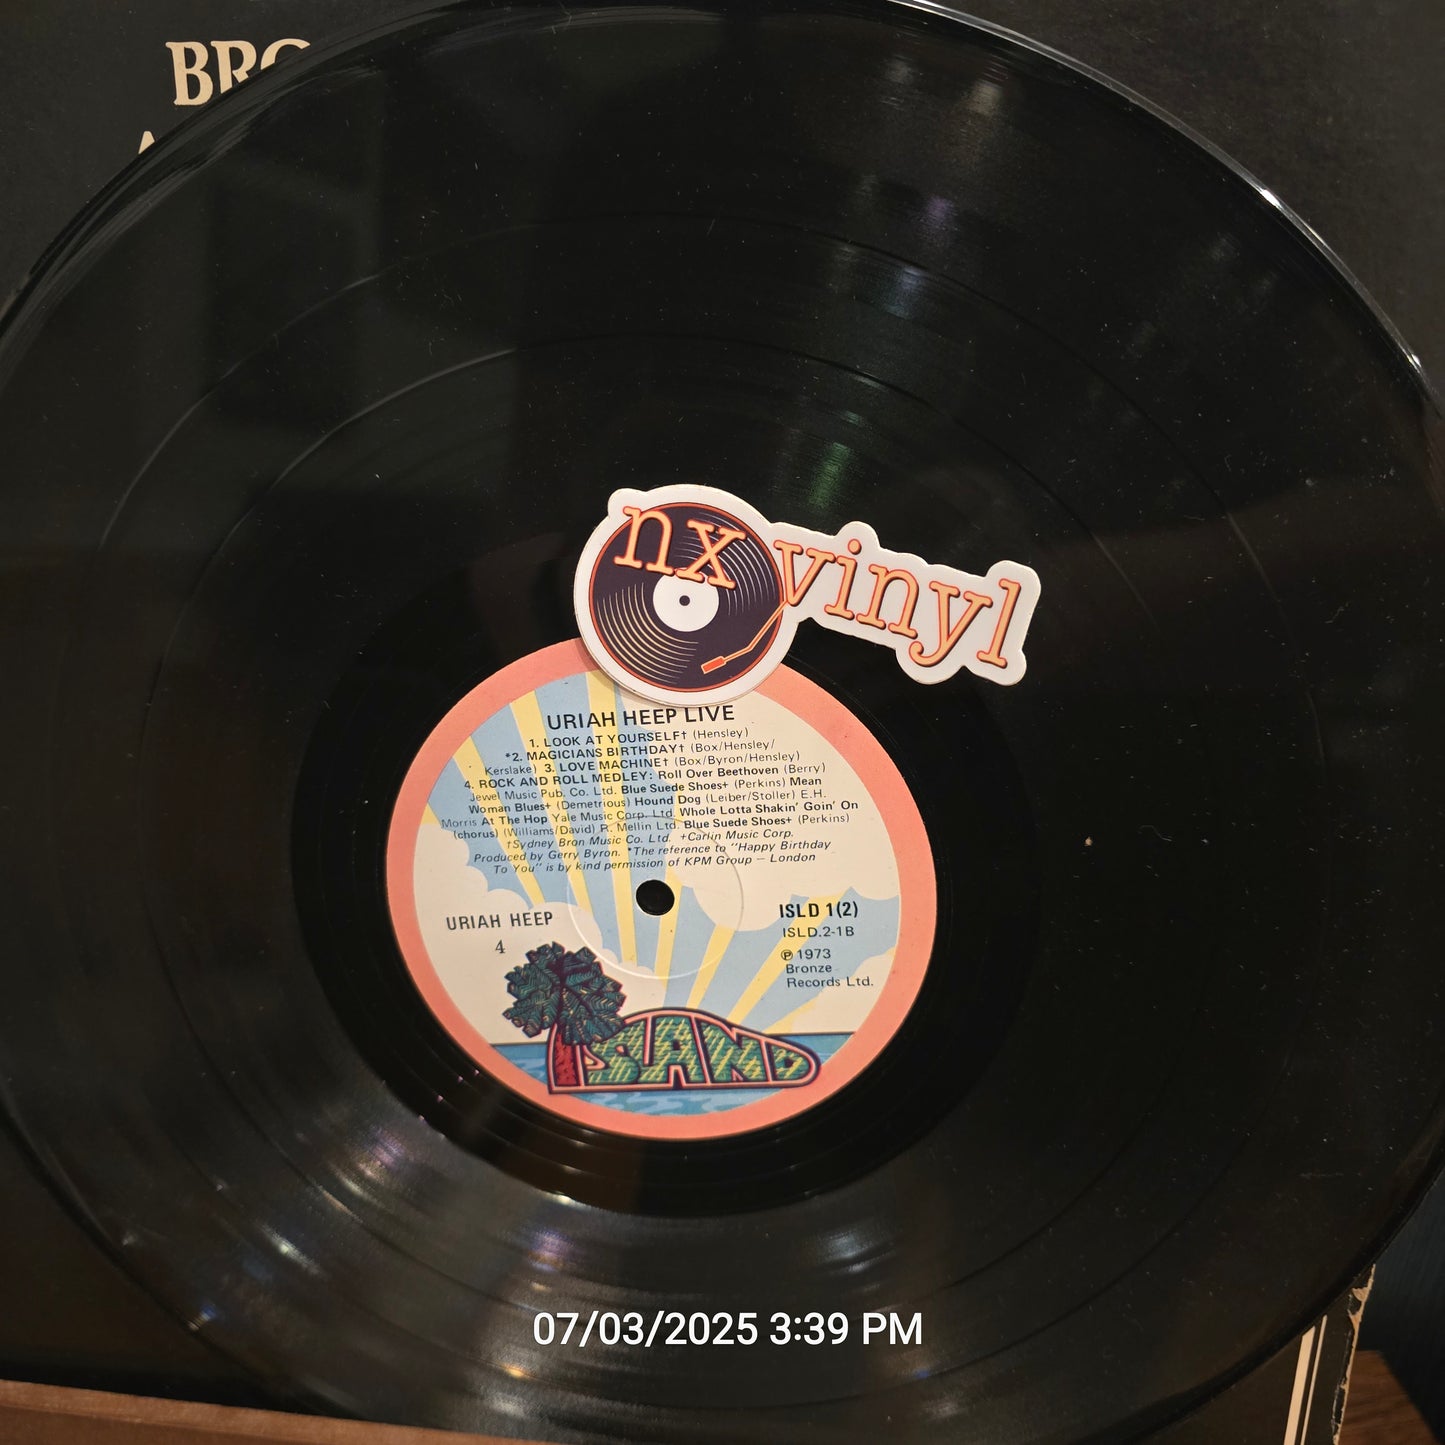 BRO
nx vinyl
URIAH HEEP LIVE
1. LOOK AT YOURSELF† (Hensley)
*2. MAGICIANS BIRTHDAY† (Box/Hensley/
Kerslake) 3. LOVE MACHINE† (Box/Byron/Hensley)
4. ROCK AND ROLL MEDLEY: Roll Over Beethoven (Berry)
Jewel Music Pub. Co. Ltd. Blue Suede Shoes+ (Perkins) Mean
Woman Blues+ (Demetrious) Hound Dog (Leiber/Stoller) E.H.
Morris At The Hop Yale Music Corp. Ltd. Whole Lotta Shakin' Goin' On
(chorus) (Williams/David) R. Mellin Ltd. Blue Suede Shoes+ (Perkins)
†Sydney Bron Music Co. Ltd. +Carlin Music Corp.
Produced by Gerry Byron. *The reference to "Happy Birthday
To You" is by kind permission of KPM Group — London
URIAH HEEP
4
ISLD 1(2)
ISLD.2-1B
℗ 1973
Bronze
Records Ltd.
ISLAND
07/03/2025 3:39 PM